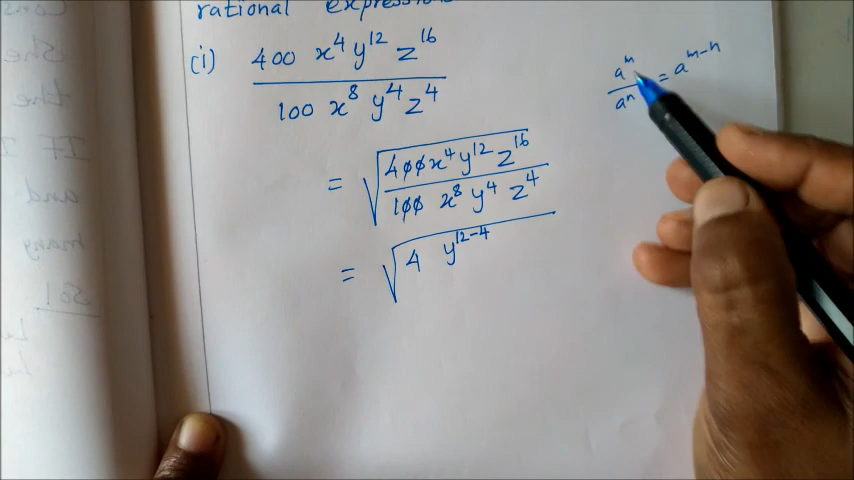 rational expressions
(i) 400 x⁴ y¹² z¹⁶ / 100 x⁸ y⁴ z⁴
aᵐ / aⁿ = aᵐ⁻ⁿ
= √(400 x⁴ y¹² z¹⁶ / 100 x⁸ y⁴ z⁴)
= √(4 y¹²⁻⁴